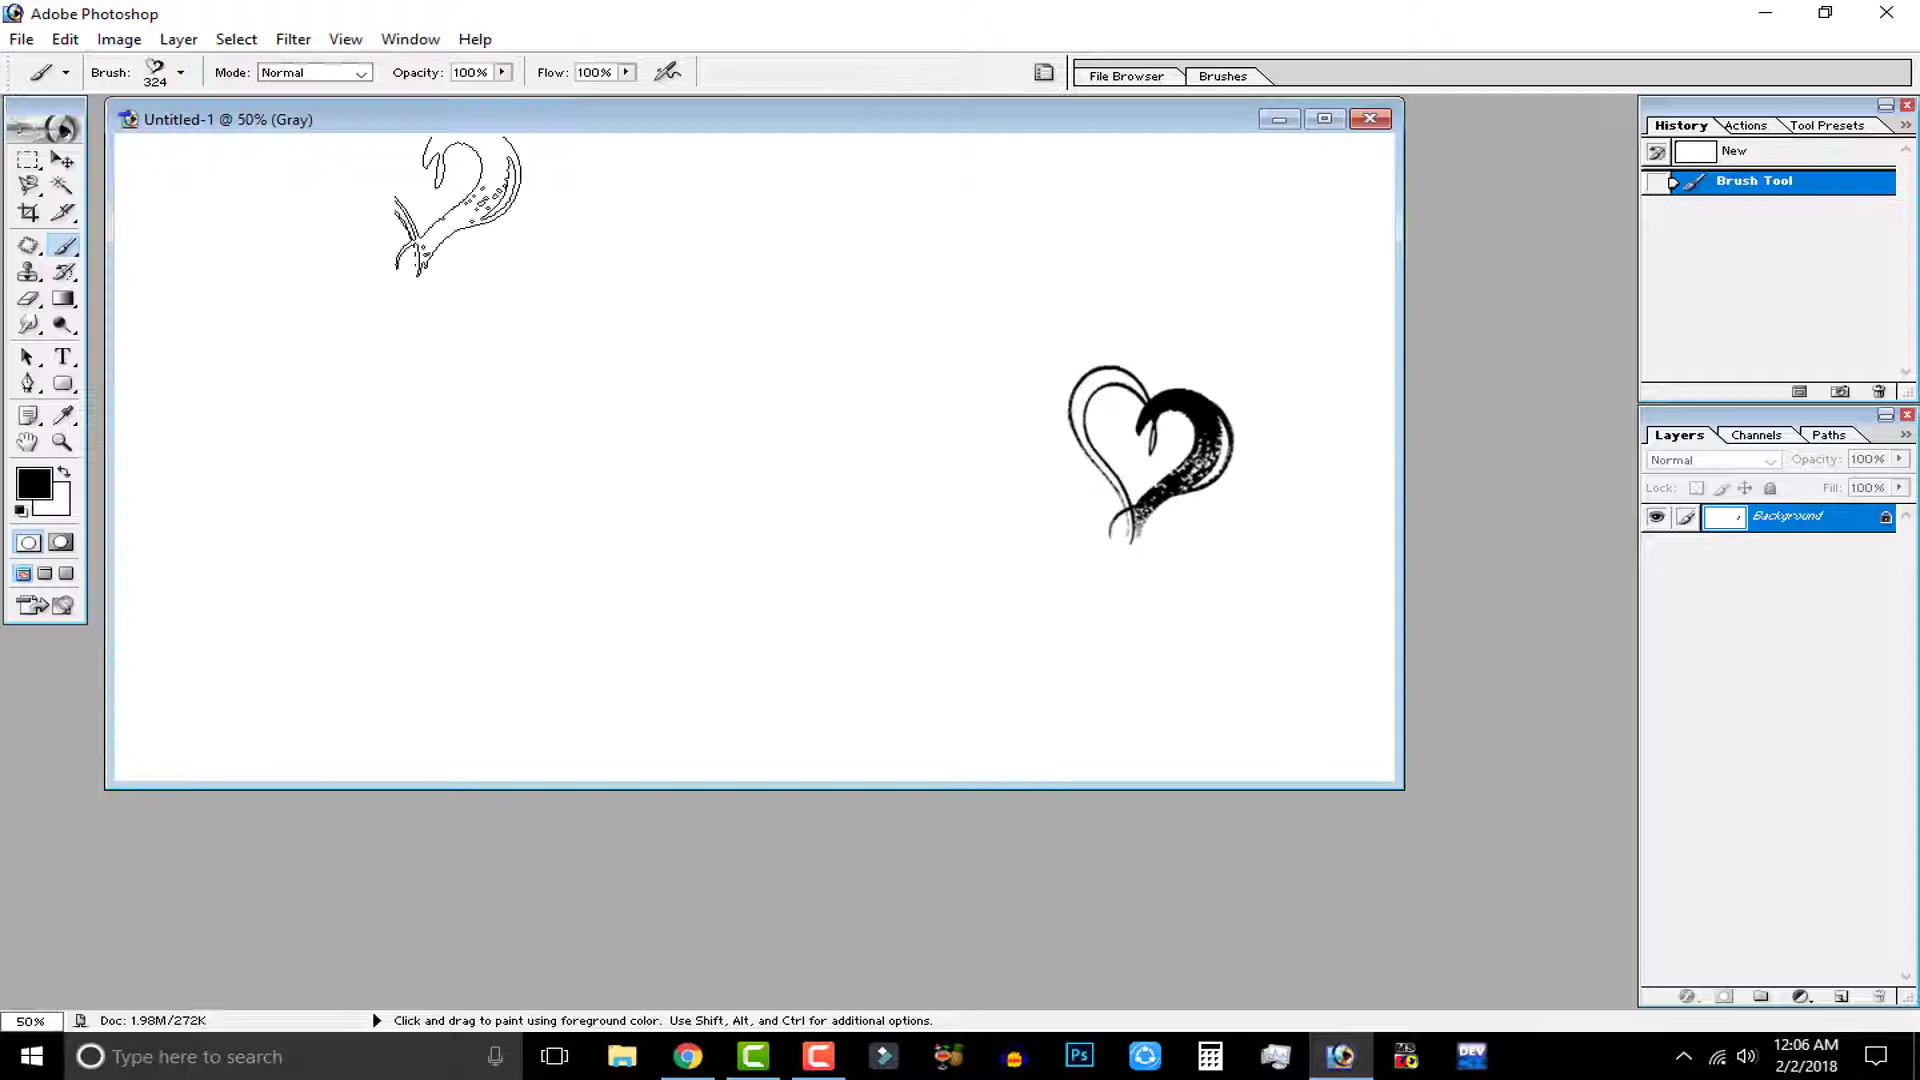 Adobe Photoshop
File Edit Image Layer Select Filter View Window Help
Brush: 324 Mode: Normal Opacity: 100% Flow: 100% File Browser Brushes
Untitled-1 @ 50% (Gray)
History Actions Tool Presets
New
Brush Tool
Layers Channels Paths
Normal Opacity: 100%
Lock: Fill: 100%
Background
50% Doc: 1.98M/272K Click and drag to paint using foreground color. Use Shift, Alt, and Ctrl for additional options.
Type here to search
Ps
DEV
12:06 AM
2/2/2018